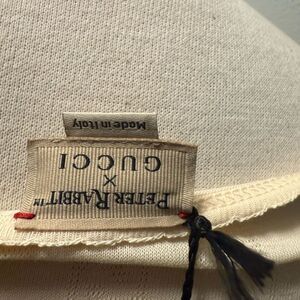 PETER RABBIT™
×
GUCCI
Made in Italy